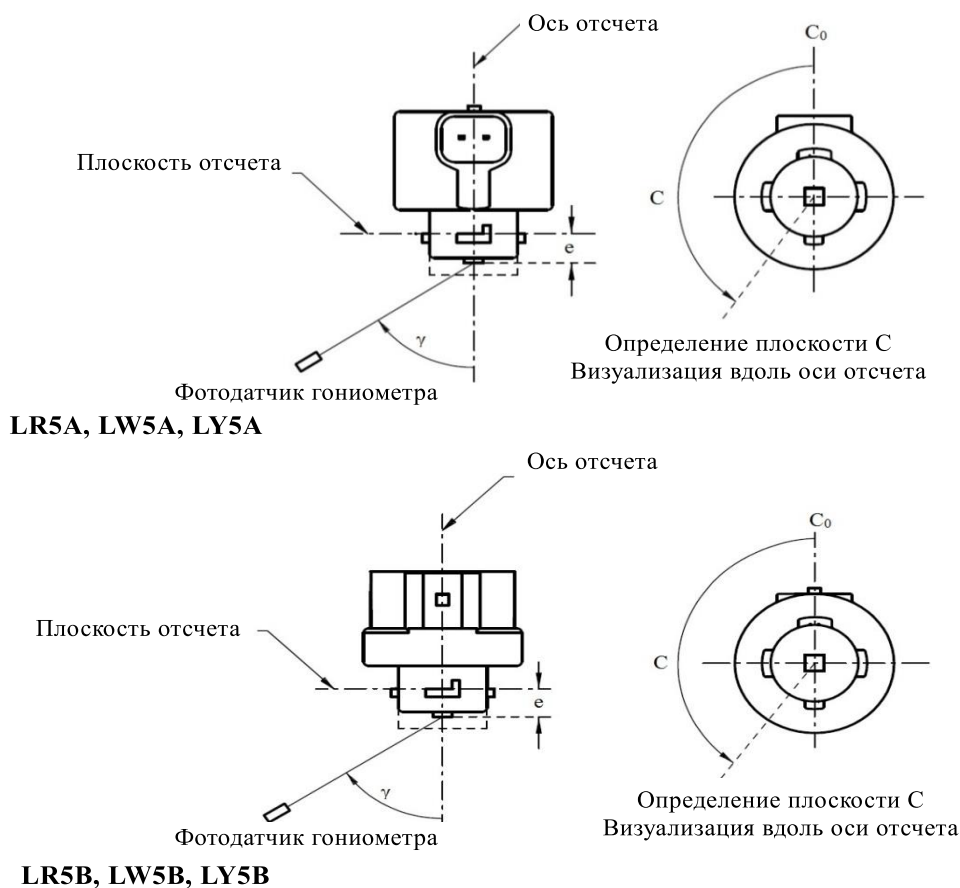 Ось отсчета
C₀
Плоскость отсчета
C
e
γ
Определение плоскости С
Визуализация вдоль оси отсчета
Фотодатчик гониометра
LR5A, LW5A, LY5A
Ось отсчета
C₀
Плоскость отсчета
C
e
γ
Определение плоскости С
Визуализация вдоль оси отсчета
Фотодатчик гониометра
LR5B, LW5B, LY5B